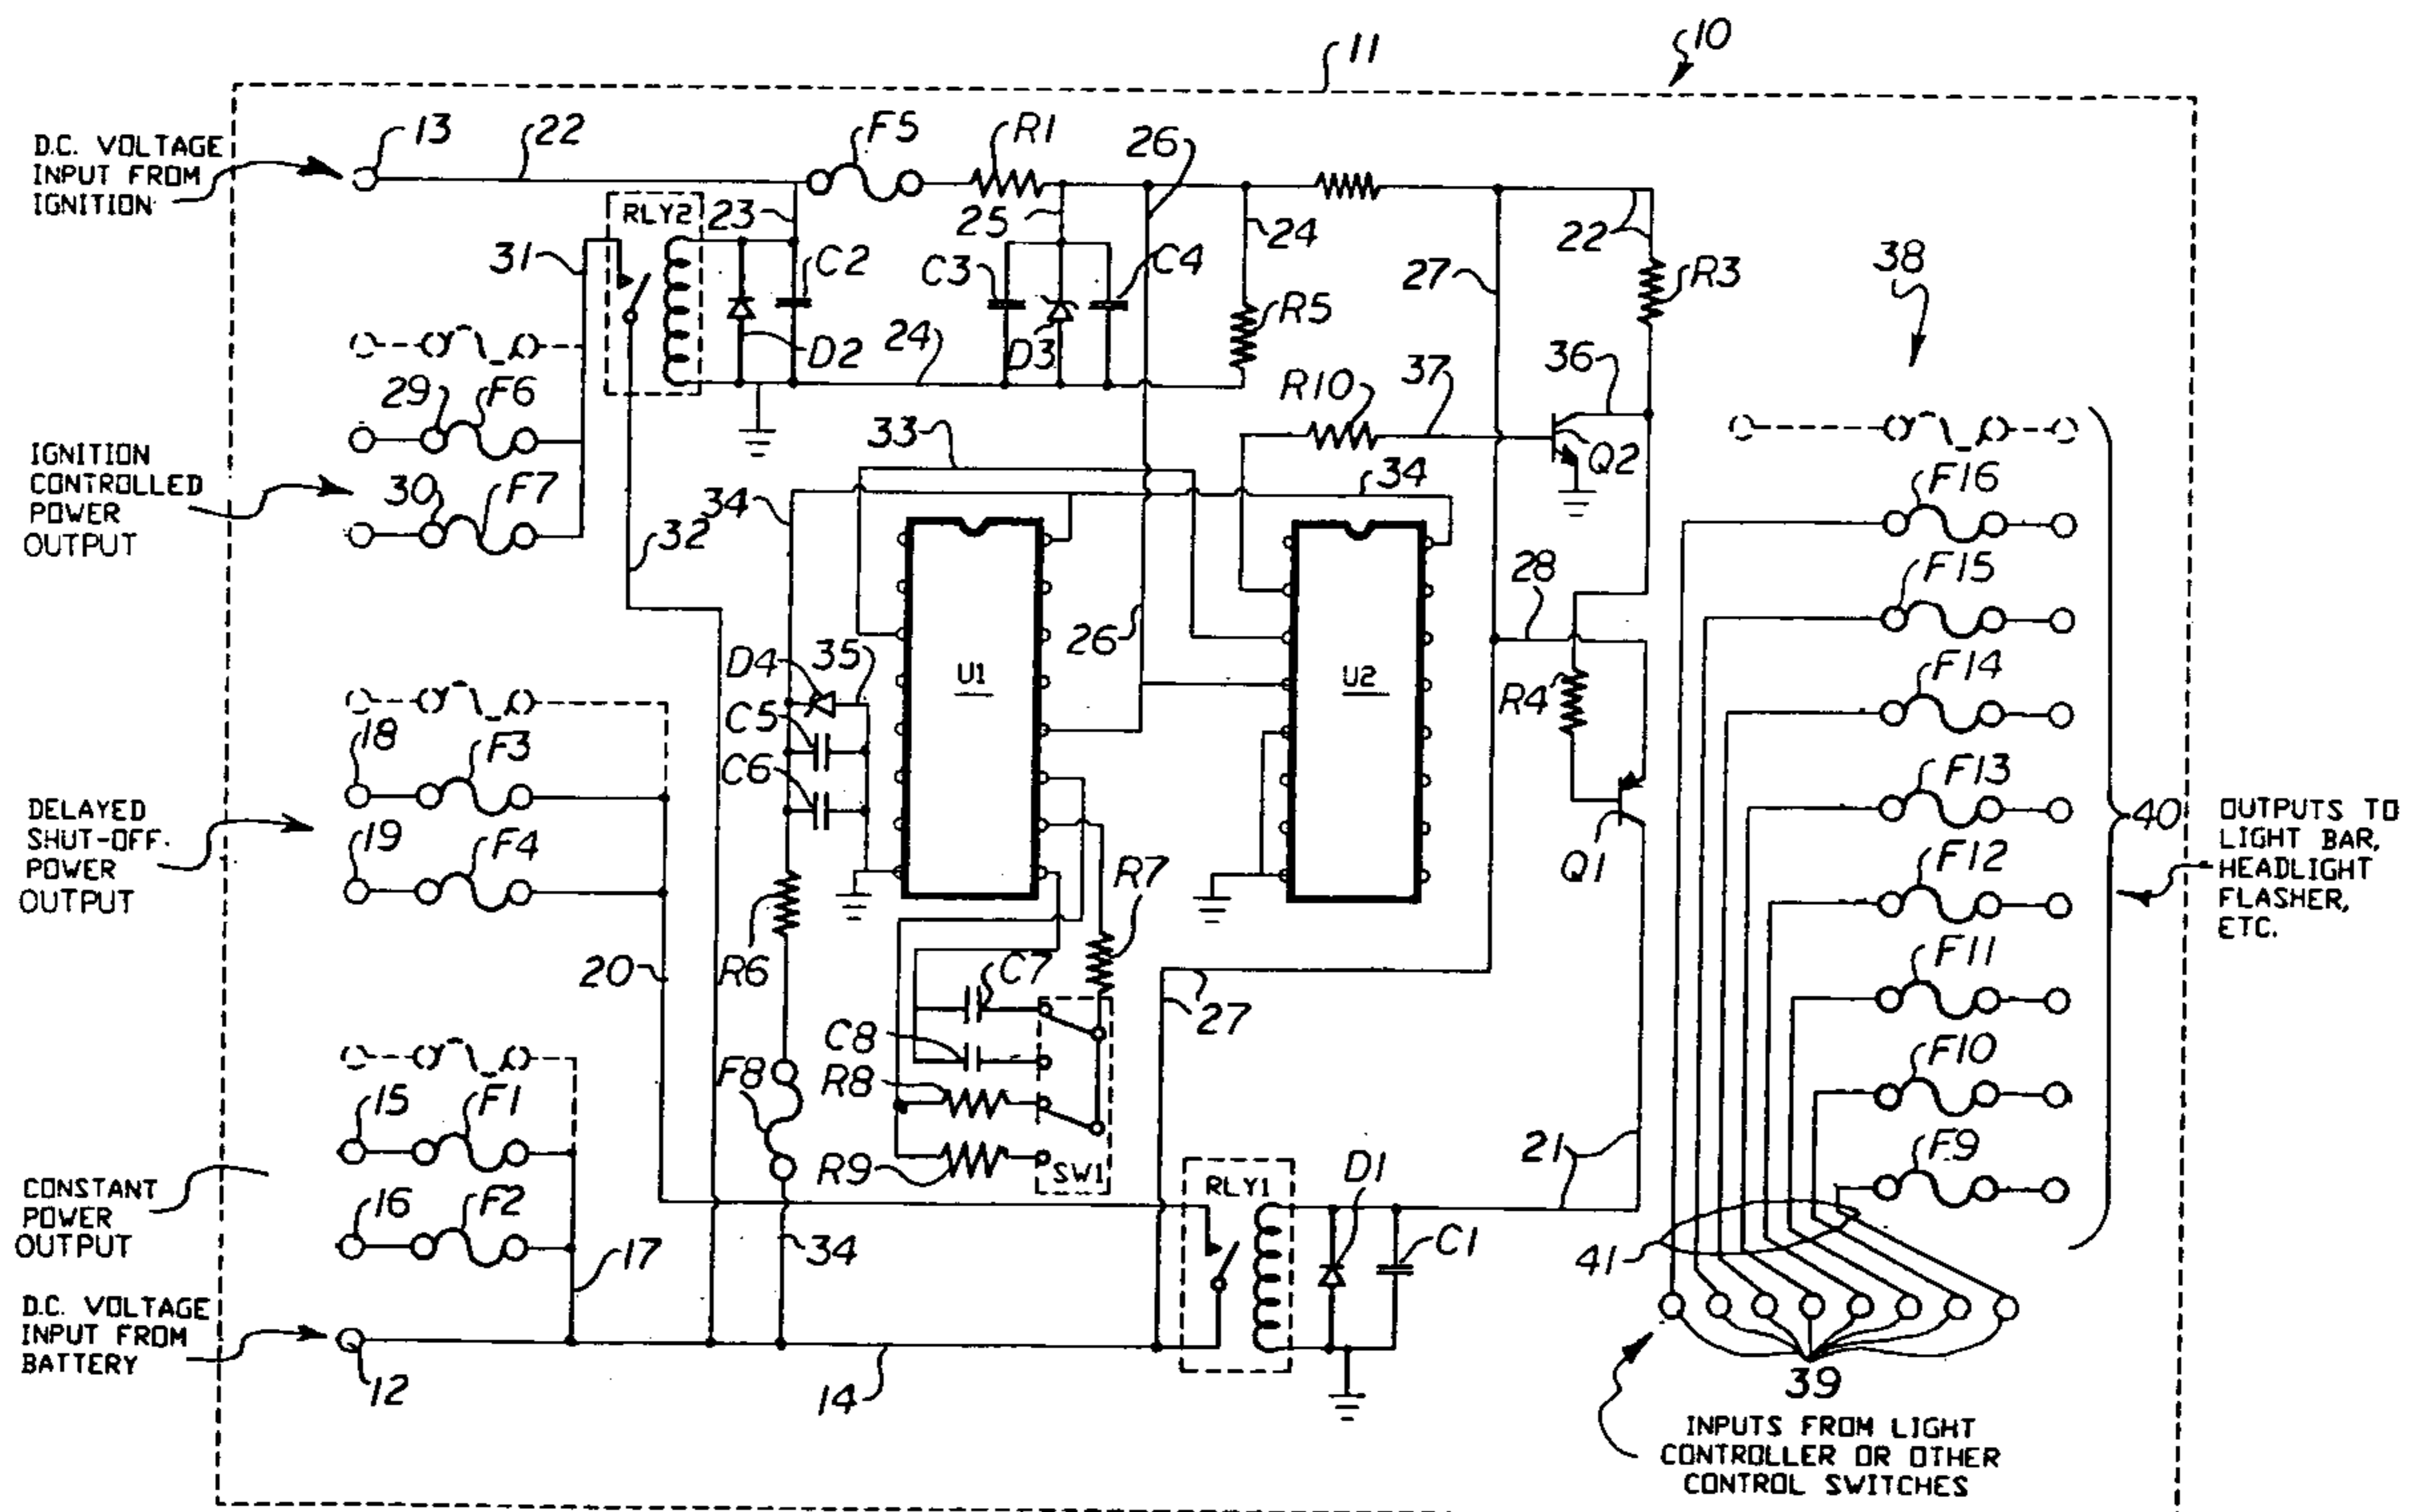 10
11
D.C. VOLTAGE
INPUT FROM
IGNITION
13
22
F5
R1
26
RLY2
23
25
24
22
31
C2
C3
C4
27
R3
38
D2
24
D3
R5
29
F6
R10
37
36
33
Q2
IGNITION
CONTROLLED
POWER
OUTPUT
30
F7
34
34
F16
32
28
F15
26
D4
35
U1
U2
R4
F14
C5
18
F3
C6
F13
DELAYED
SHUT-OFF
POWER
OUTPUT
19
F4
Q1
40
OUTPUTS TO
LIGHT BAR,
HEADLIGHT
FLASHER,
ETC.
F12
R7
20
R6
C7
27
F11
C8
F8
R8
F10
15
F1
R9
SW1
21
D1
F9
RLY1
CONSTANT
POWER
OUTPUT
16
F2
34
C1
41
17
D.C. VOLTAGE
INPUT FROM
BATTERY
12
14
39
INPUTS FROM LIGHT
CONTROLLER OR OTHER
CONTROL SWITCHES